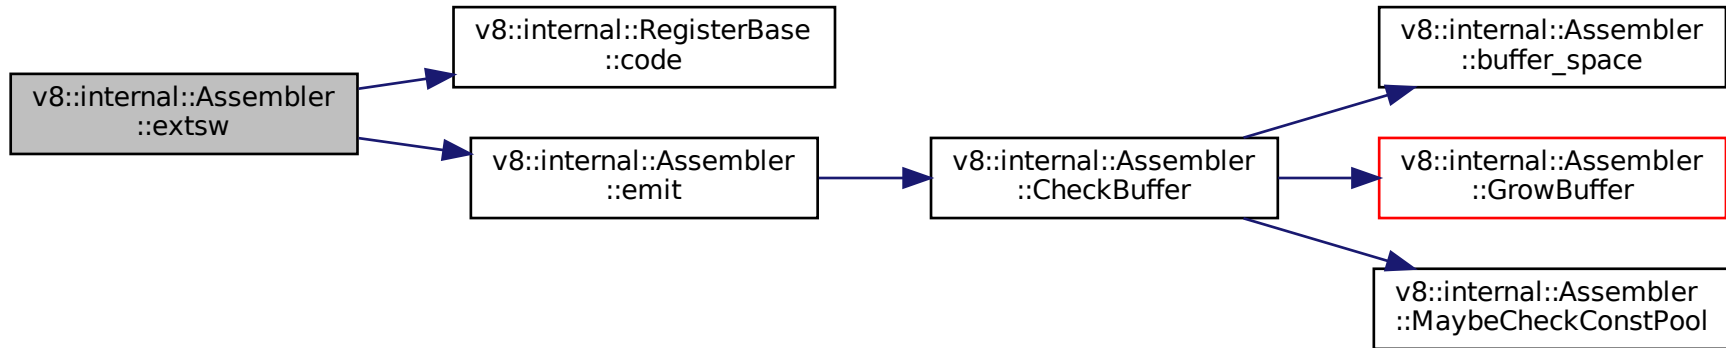 v8::internal::Assembler
::extsw
v8::internal::RegisterBase
::code
v8::internal::Assembler
::emit
v8::internal::Assembler
::CheckBuffer
v8::internal::Assembler
::buffer_space
v8::internal::Assembler
::GrowBuffer
v8::internal::Assembler
::MaybeCheckConstPool